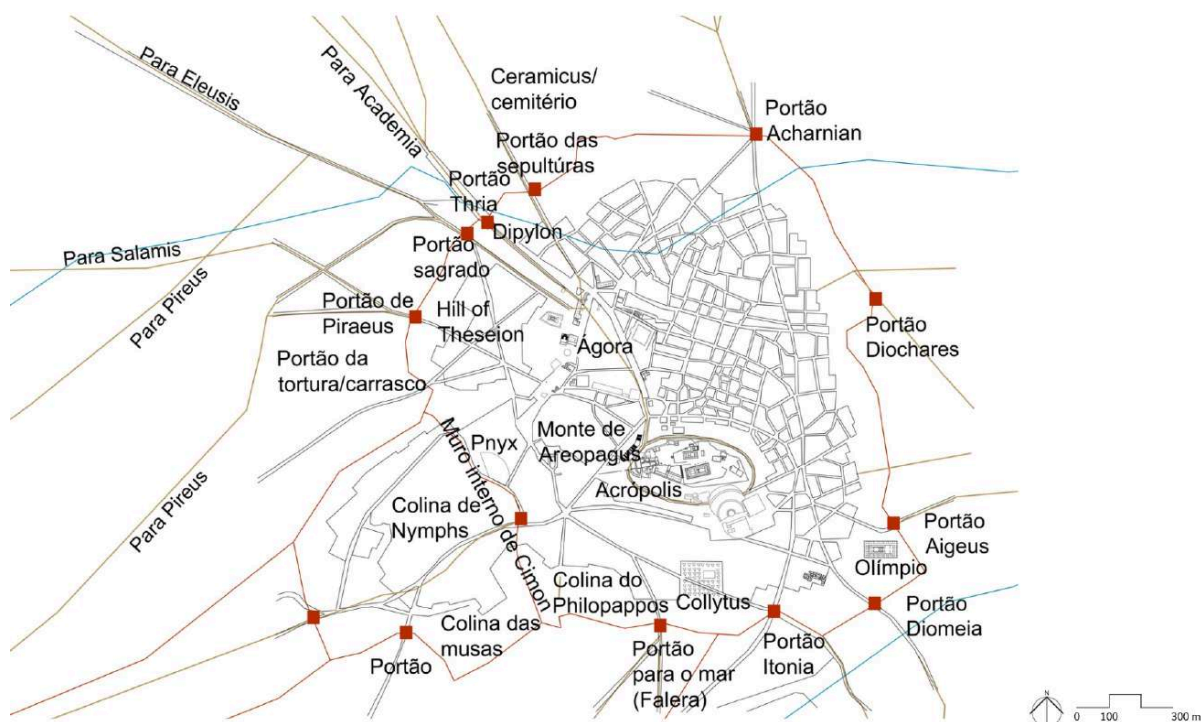 Para Eleusis
Para Academia
Ceramicus/
cemitério
Portão
Acharnian
Portão das
sepultúras
Portão
Thria
Dipylon
Portão
sagrado
Para Salamis
Para Pireus
Portão de
Piraeus
Hill of
Theseion
Ágora
Portão
Diochares
Portão da
tortura/carrasco
Muro interno de Cimon
Pnyx
Monte de
Areopagus
Acrópolis
Para Pireus
Colina de
Nymphs
Portão
Aigeus
Olímpio
Colina do
Philopappos
Collytus
Colina das
musas
Portão
Portão
para o mar
(Falera)
Portão
Itonia
Portão
Diomeia
N
0 100 300 m